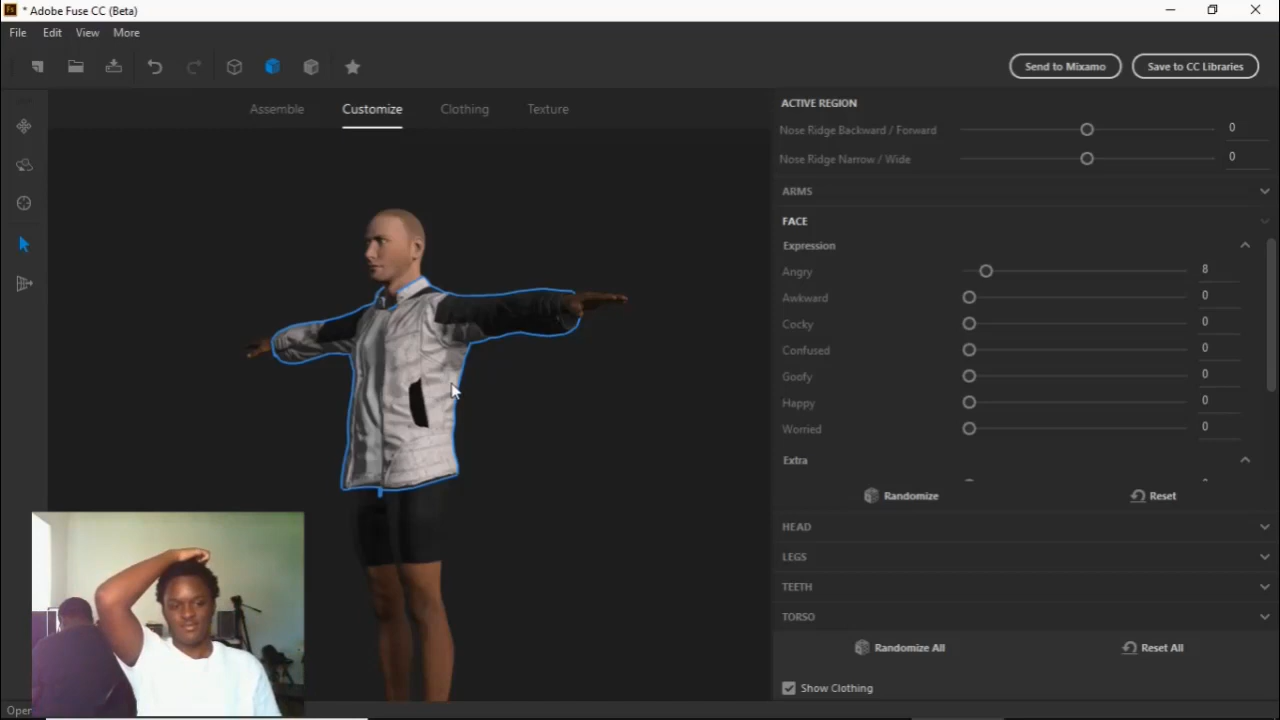 * Adobe Fuse CC (Beta)
File Edit View More
Send to Mixamo
Save to CC Libraries
Assemble Customize Clothing Texture
ACTIVE REGION
Nose Ridge Backward / Forward 0
Nose Ridge Narrow / Wide 0
ARMS
FACE
Expression
Angry 8
Awkward 0
Cocky 0
Confused 0
Goofy 0
Happy 0
Worried 0
Extra
Randomize Reset
HEAD
LEGS
TEETH
TORSO
Randomize All Reset All
Show Clothing